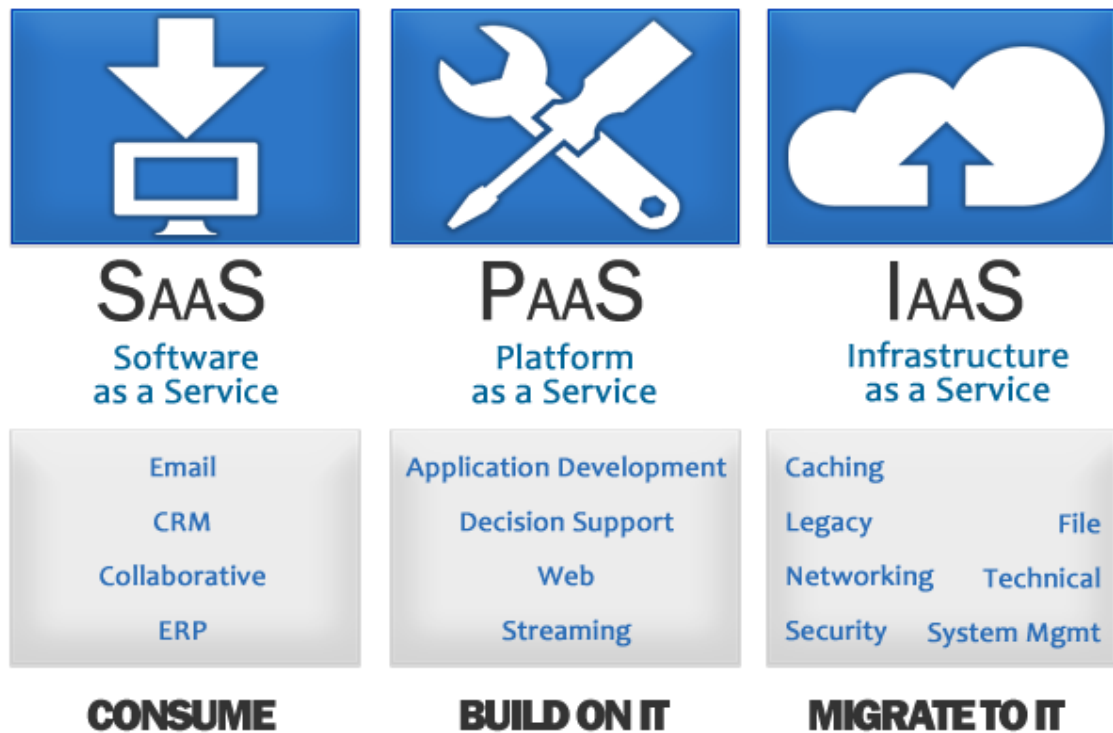 SAAS
Software
as a Service
Email
CRM
Collaborative
ERP
CONSUME
PAAS
Platform
as a Service
Application Development
Decision Support
Web
Streaming
BUILD ON IT
IAAS
Infrastructure
as a Service
Caching
Legacy File
Networking Technical
Security System Mgmt
MIGRATE TO IT